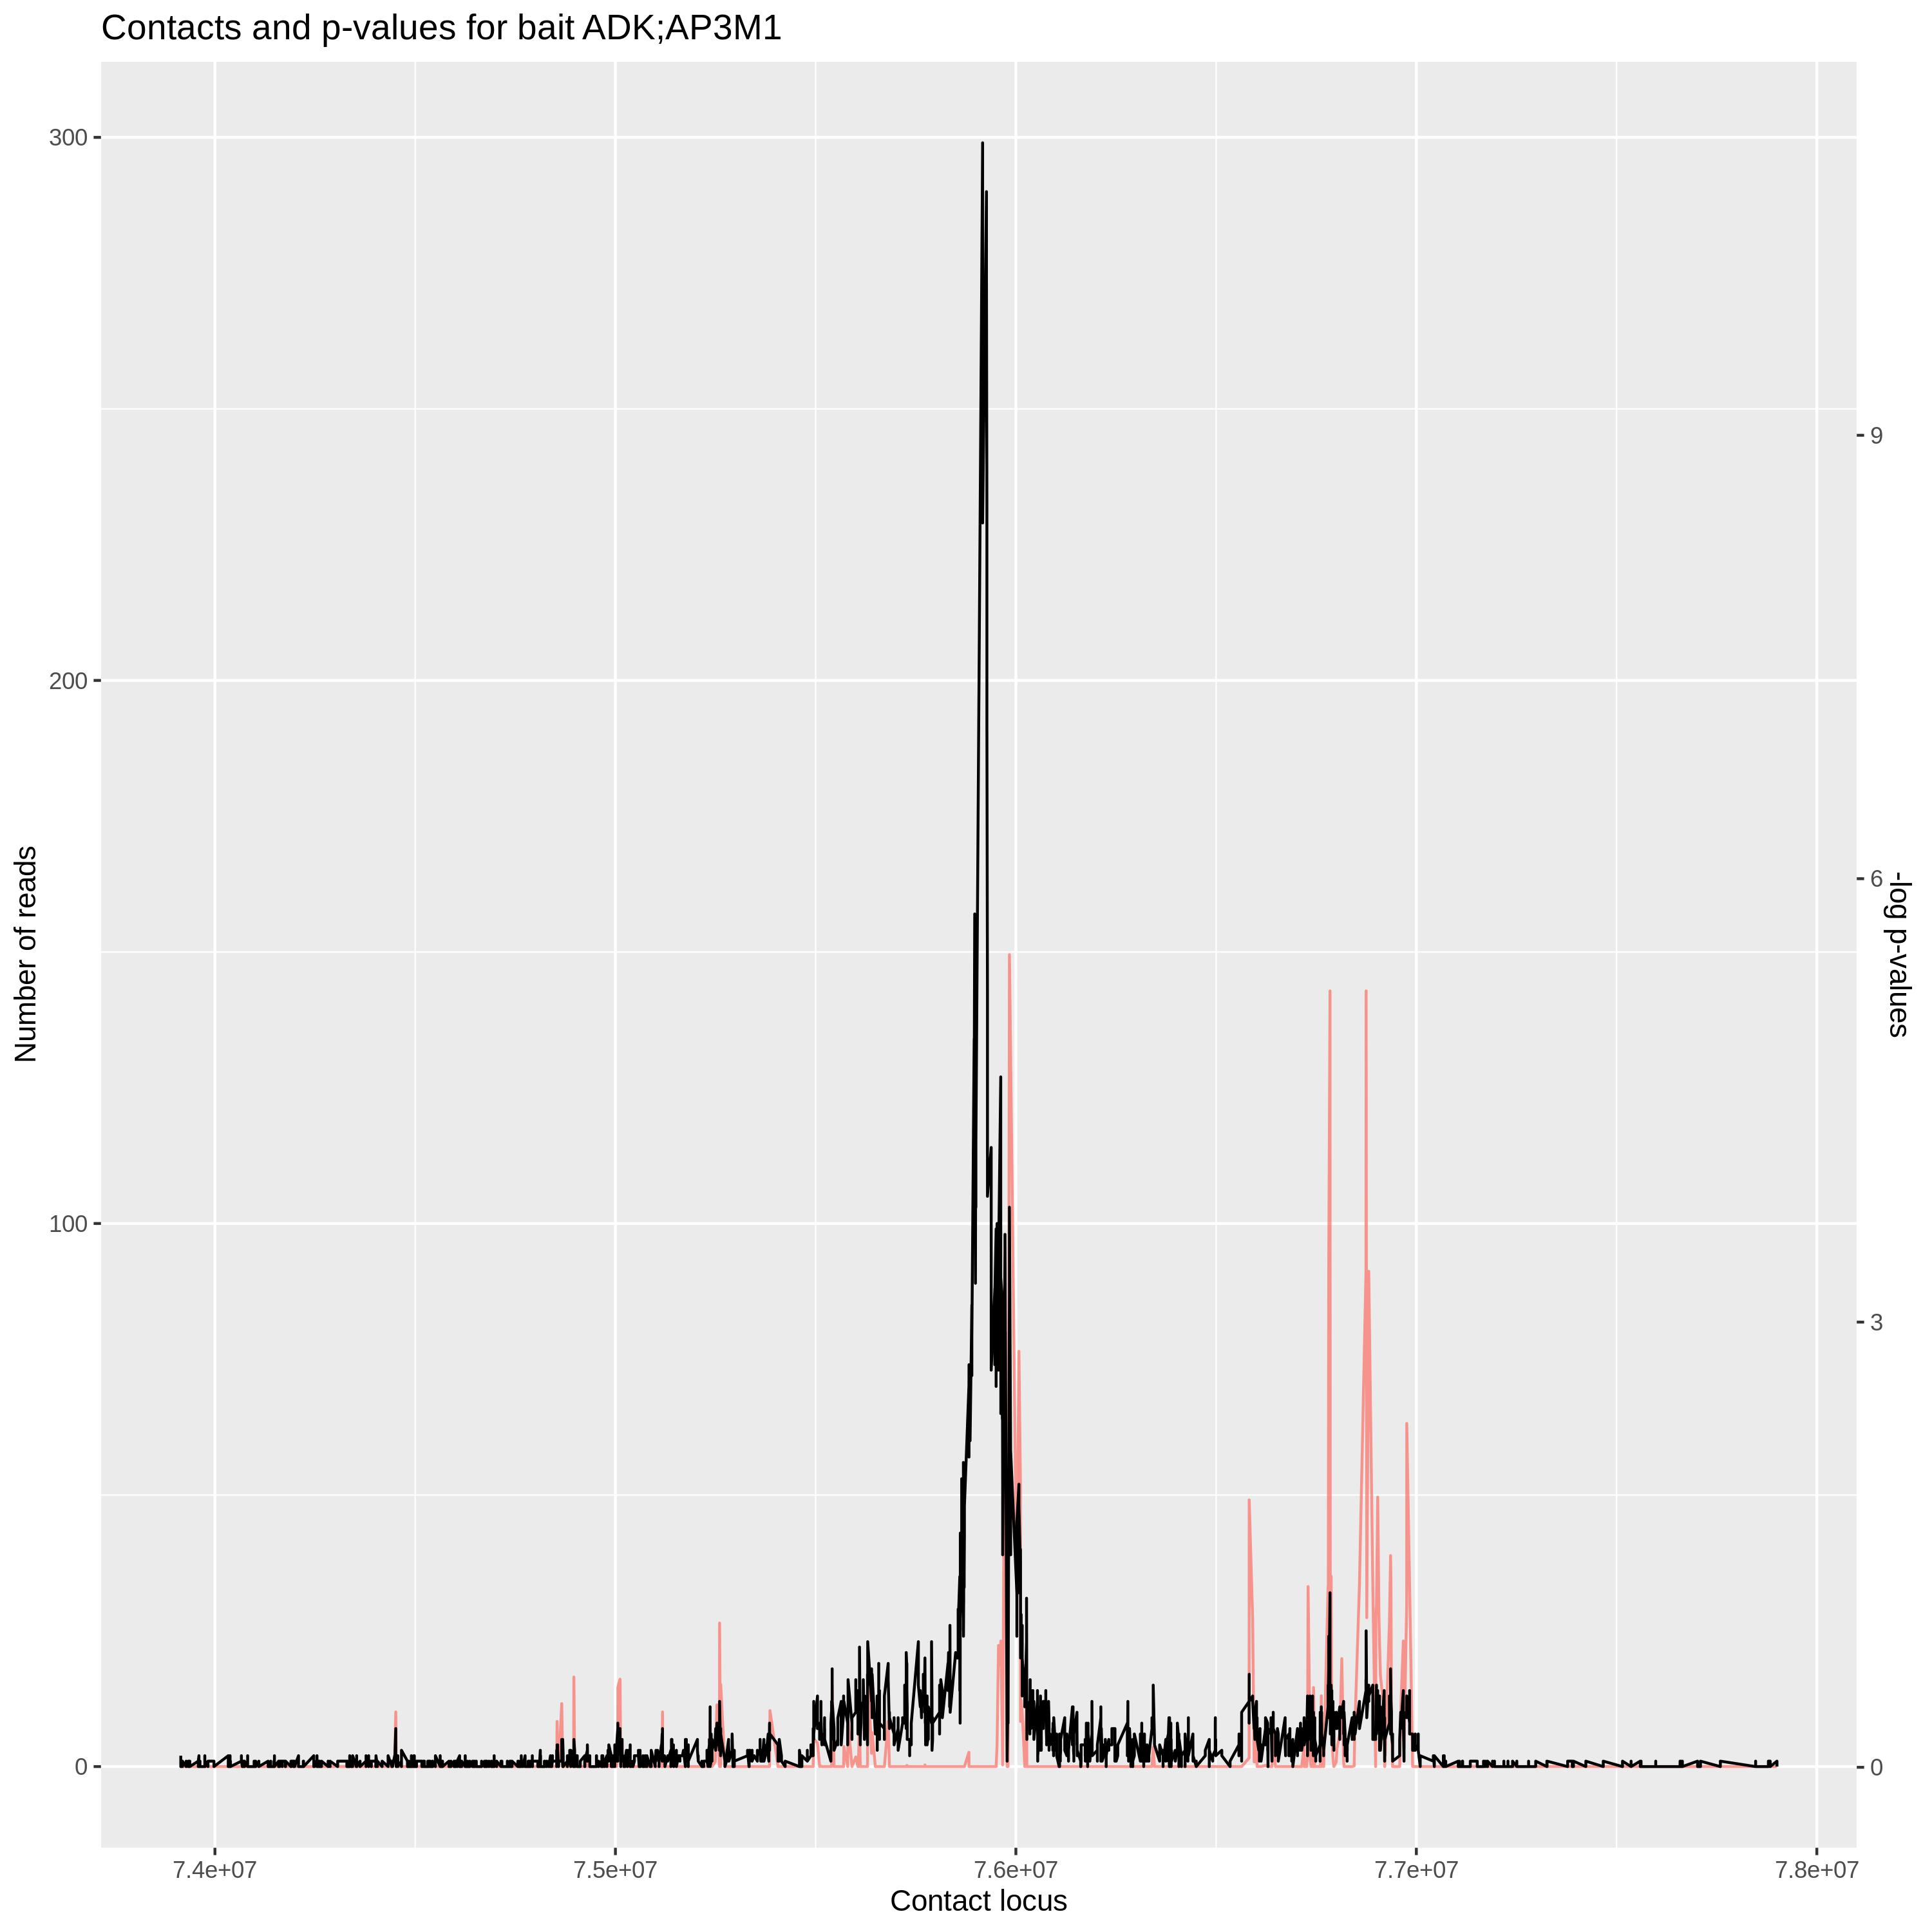 Contacts and p-values for bait ADK;AP3M1
300
200
100
0
Number of reads
9
6
3
0
-log p-values
7.4e+07 7.5e+07 7.6e+07 7.7e+07 7.8e+07
Contact locus